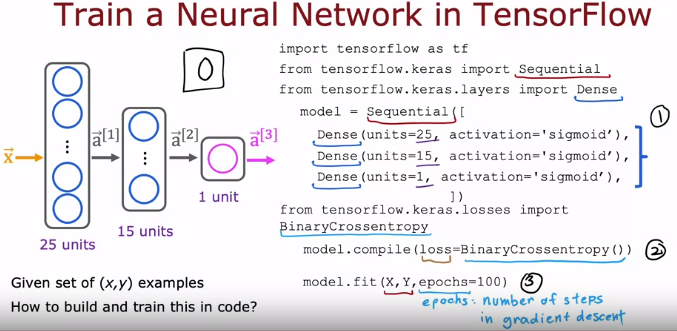 Train a Neural Network in TensorFlow
0
x
a[1]
a[2]
a[3]
25 units
15 units
1 unit
Given set of (x,y) examples
How to build and train this in code?
import tensorflow as tf
from tensorflow.keras import Sequential
from tensorflow.keras.layers import Dense
model = Sequential([
Dense(units=25, activation='sigmoid'),
Dense(units=15, activation='sigmoid'),
Dense(units=1, activation='sigmoid'),
])
1
from tensorflow.keras.losses import
BinaryCrossentropy
model.compile(loss=BinaryCrossentropy()) 2
model.fit(X,Y,epochs=100) 3
epochs: number of steps
in gradient descent